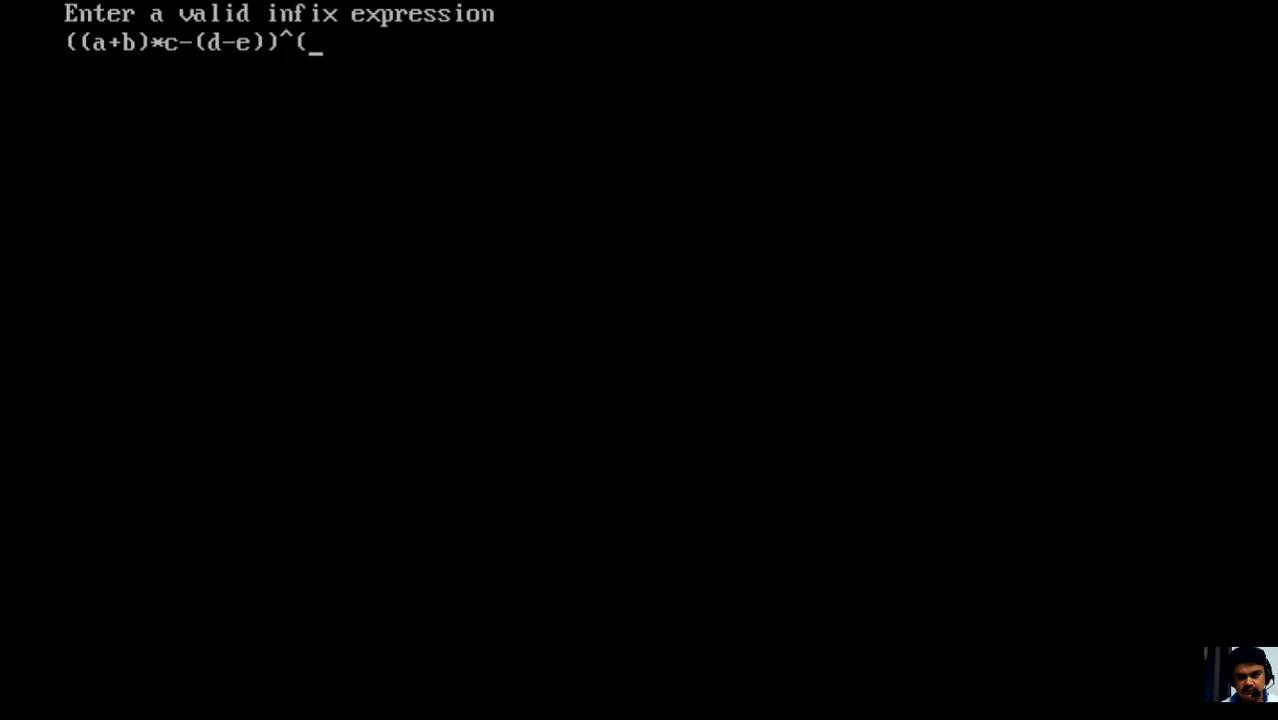 Enter a valid infix expression
((a+b)*c-(d-e))^(_